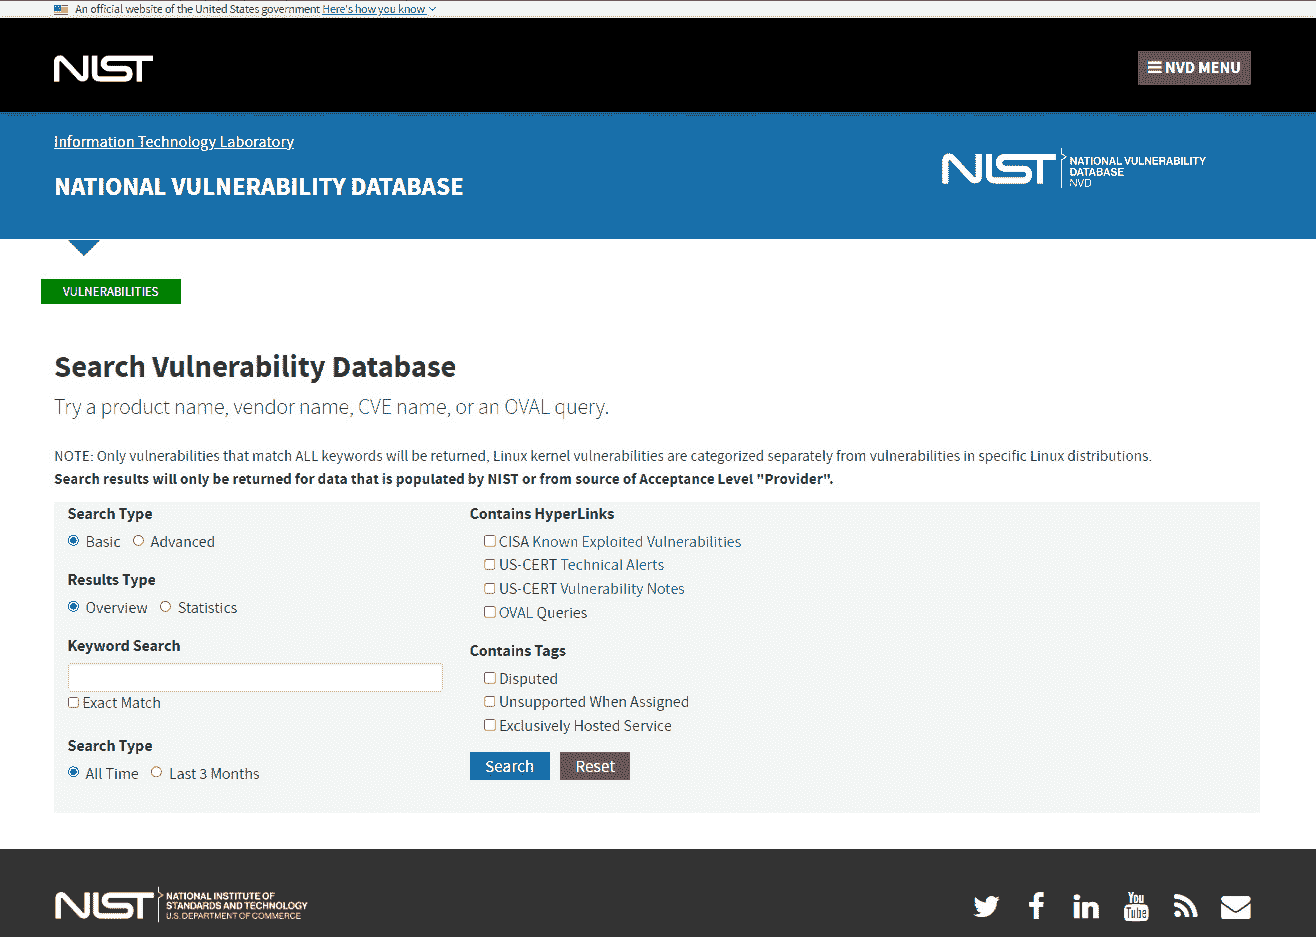 An official website of the United States government Here's how you know
NIST
NVD MENU
Information Technology Laboratory
NATIONAL VULNERABILITY DATABASE
NIST
NATIONAL VULNERABILITY
DATABASE
NVD
VULNERABILITIES
Search Vulnerability Database
Try a product name, vendor name, CVE name, or an OVAL query.
NOTE: Only vulnerabilities that match ALL keywords will be returned, Linux kernel vulnerabilities are categorized separately from vulnerabilities in specific Linux distributions.
Search results will only be returned for data that is populated by NIST or from source of Acceptance Level "Provider".
Search Type
Basic Advanced
Results Type
Overview Statistics
Keyword Search
Exact Match
Search Type
All Time Last 3 Months
Contains HyperLinks
CISA Known Exploited Vulnerabilities
US-CERT Technical Alerts
US-CERT Vulnerability Notes
OVAL Queries
Contains Tags
Disputed
Unsupported When Assigned
Exclusively Hosted Service
Search Reset
NIST
NATIONAL INSTITUTE OF
STANDARDS AND TECHNOLOGY
U.S. DEPARTMENT OF COMMERCE
You
Tube